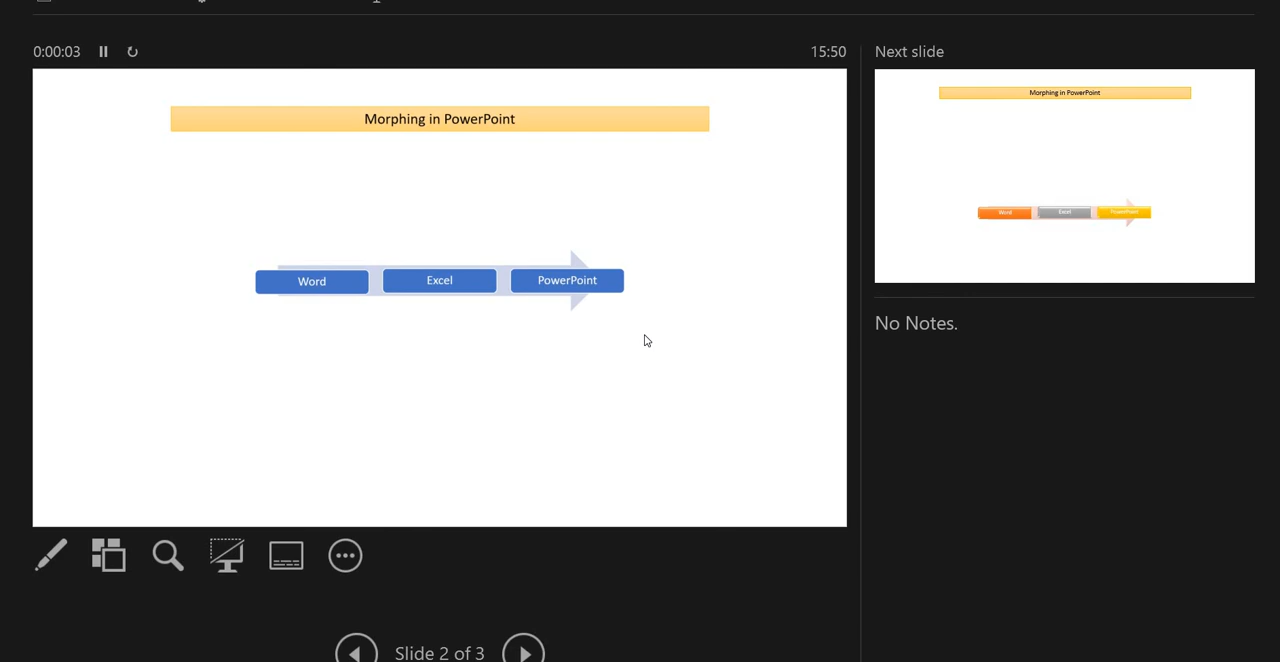 0:00:03
15:50
Next slide
Morphing in PowerPoint
Word
Excel
PowerPoint
Morphing in PowerPoint
Word
Excel
PowerPoint
No Notes.
Slide 2 of 3